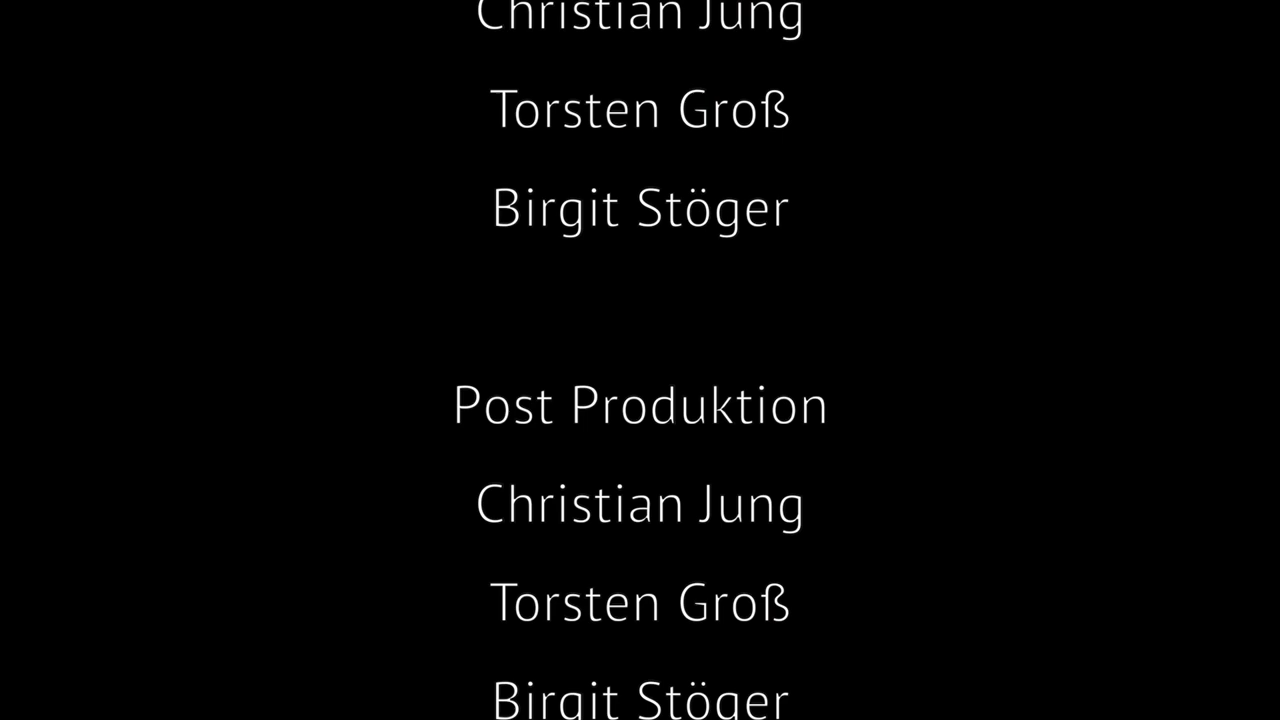 Christian Jung
Torsten Groß
Birgit Stöger
Post Produktion
Christian Jung
Torsten Groß
Birgit Stöger